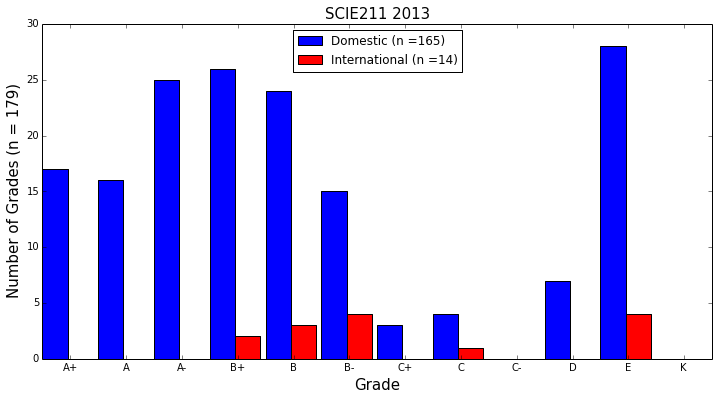 SCIE211 2013
Domestic (n =165)
International (n =14)
Number of Grades (n = 179)
30
25
20
15
10
5
0
A+ A A- B+ B B- C+ C C- D E K
Grade